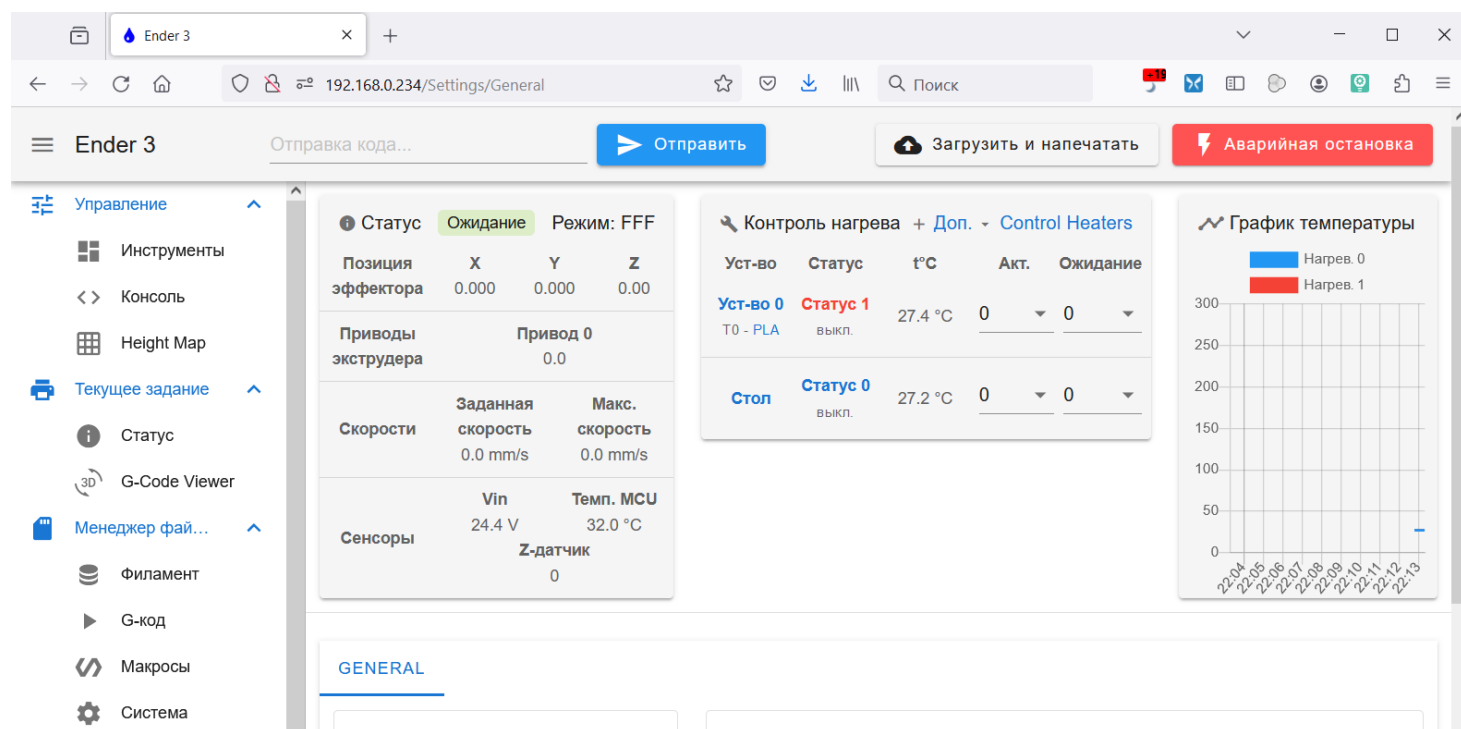 Ender 3
192.168.0.234/Settings/General
Поиск
+19
Ender 3
Отправка кода...
Отправить
Загрузить и напечатать
Аварийная остановка
Управление
Инструменты
Консоль
Height Map
Текущее задание
Статус
G-Code Viewer
Менеджер фай...
Филамент
G-код
Макросы
Система
Статус Ожидание Режим: FFF
Позиция эффектора
X Y Z
0.000 0.000 0.00
Приводы экструдера
Привод 0
0.0
Скорости
Заданная скорость
0.0 mm/s
Макс. скорость
0.0 mm/s
Сенсоры
Vin
24.4 V
Темп. MCU
32.0 °C
Z-датчик
0
Контроль нагрева + Доп. Control Heaters
Уст-во Статус t°C Акт. Ожидание
Уст-во 0 Статус 1 27.4 °C 0 0
T0 - PLA выкл.
Стол Статус 0 27.2 °C 0 0
выкл.
График температуры
Нагрев. 0
Нагрев. 1
300
250
200
150
100
50
0
22:04 22:05 22:06 22:07 22:08 22:09 22:10 22:11 22:12 22:13
GENERAL
3D